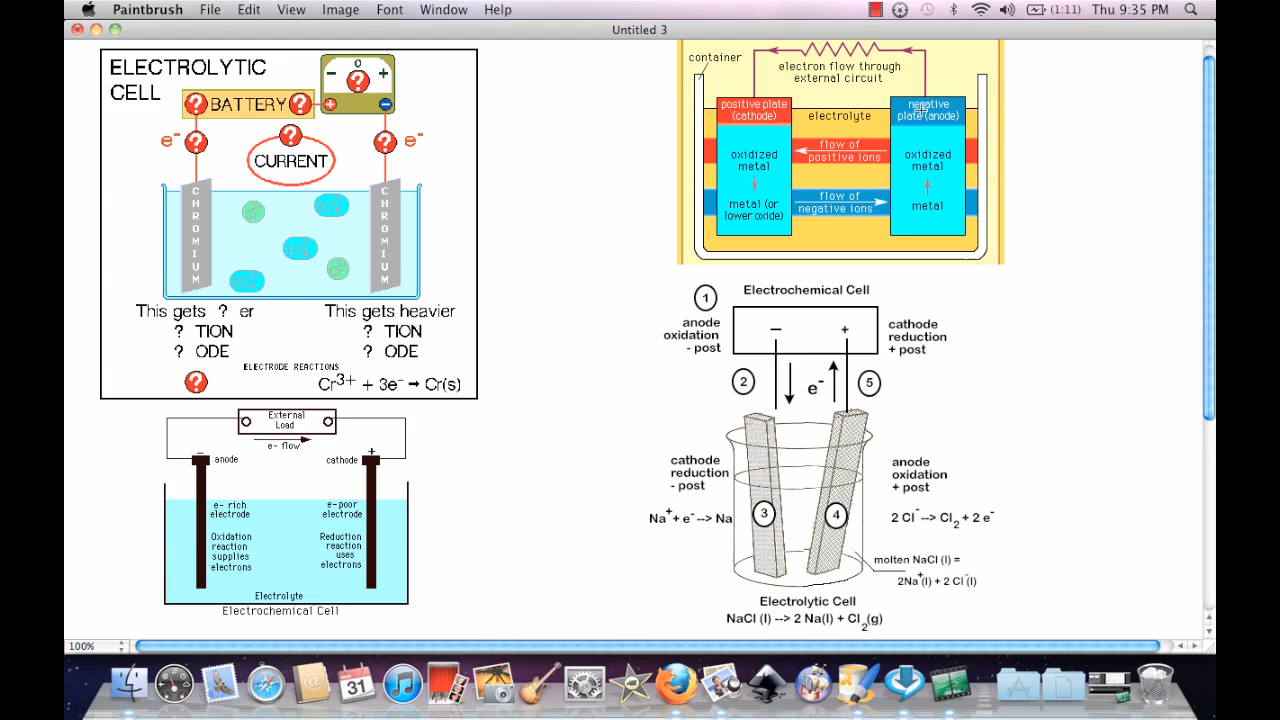 Paintbrush File Edit View Image Font Window Help (1:11) Thu 9:35 PM
Untitled 3
ELECTROLYTIC
CELL
- 0 +
?
? BATTERY ? + -
e- ? ? e-
?
CURRENT
CHROMIUM
CHROMIUM
This gets ? er
? TION
? ODE
This gets heavier
? TION
? ODE
ELECTRODE REACTIONS
? Cr3+ + 3e- → Cr(s)
container
electron flow through
external circuit
positive plate
(cathode)
electrolyte
negative
plate (anode)
oxidized
metal
metal (or
lower oxide)
flow of
positive ions
flow of
negative ions
oxidized
metal
metal
External
Load
e- flow
-
anode
cathode
+
e- rich
electrode
Oxidation
reaction
supplies
electrons
e-poor
electrode
Reduction
reaction
uses
electrons
Electrolyte
Electrochemical Cell
1
Electrochemical Cell
anode
oxidation
- post
- +
cathode
reduction
+ post
2 e- 5
cathode
reduction
- post
Na+ + e- --> Na
3 4
anode
oxidation
+ post
2 Cl- --> Cl2 + 2 e-
molten NaCl (l) =
2Na+(l) + 2 Cl-(l)
Electrolytic Cell
NaCl (l) --> 2 Na(l) + Cl2(g)
100%
31